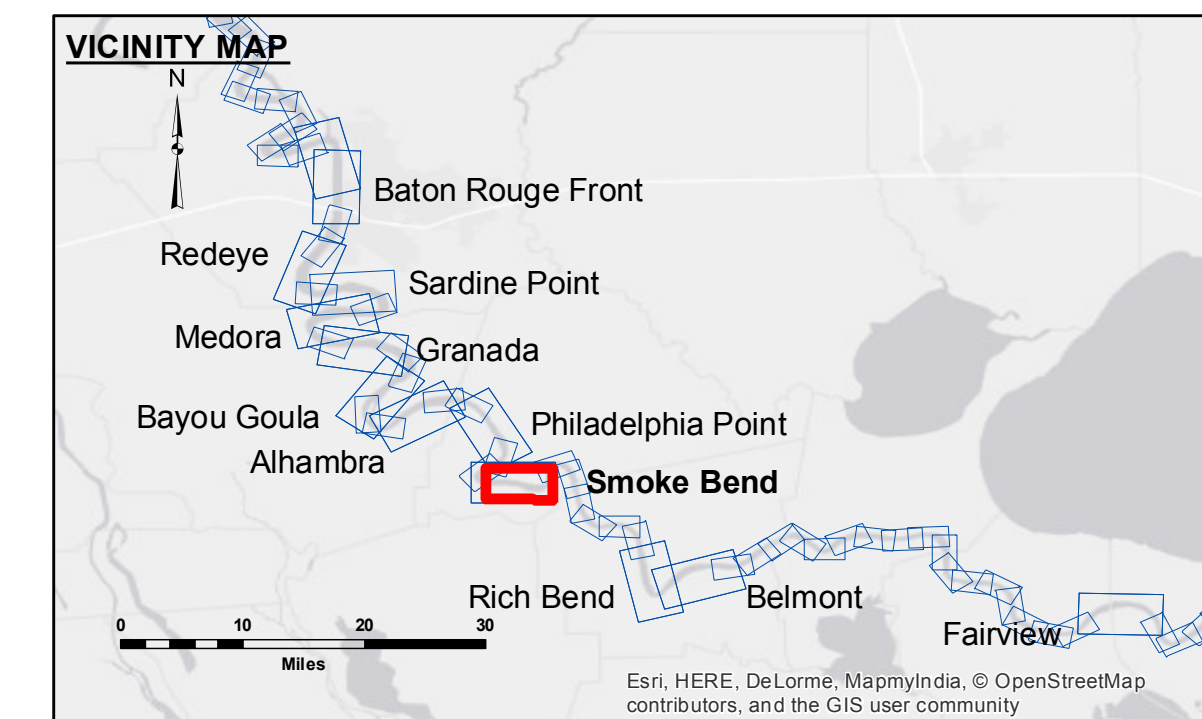 VICINITY MAP
N
Baton Rouge Front
Redeye
Sardine Point
Medora
Granada
Bayou Goula
Philadelphia Point
Alhambra
Smoke Bend
Rich Bend
Belmont
Fairview
0 10 20 30
Miles
Esri, HERE, DeLorme, MapmyIndia, © OpenStreetMap
contributors, and the GIS user community